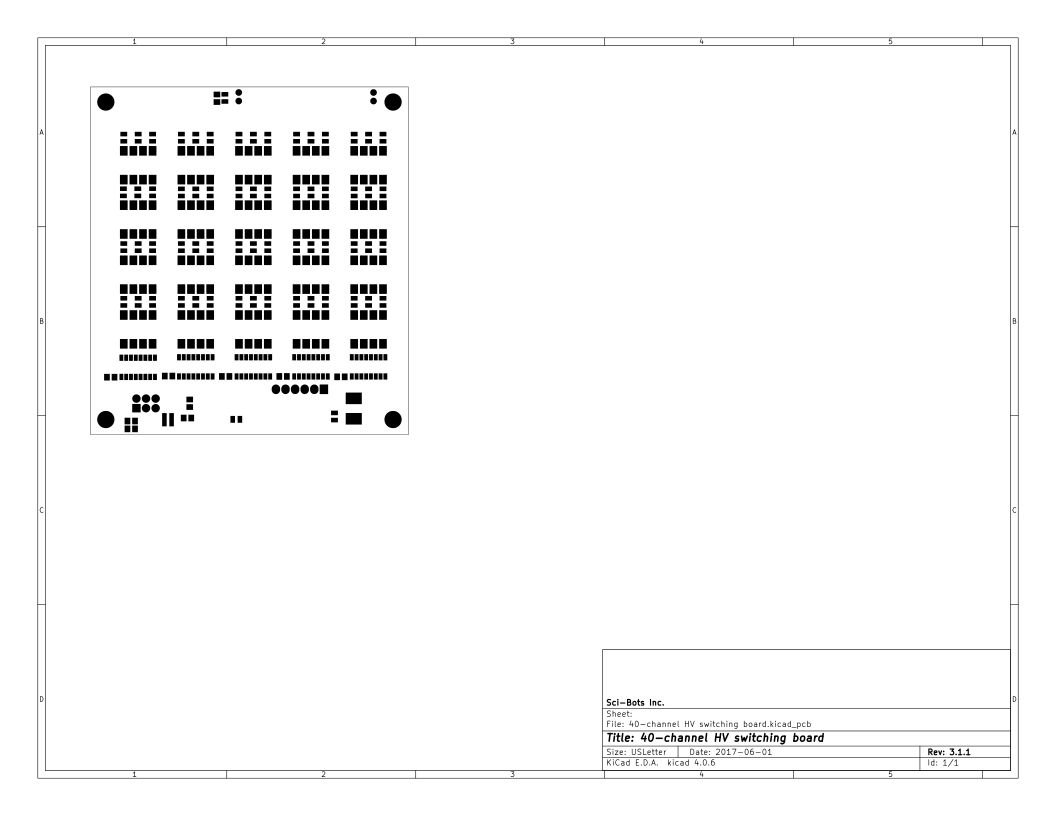 1 2 3 4 5
A A
B B
C C
D D
Sci-Bots Inc.
Sheet:
File: 40-channel HV switching board.kicad_pcb
Title: 40-channel HV switching board
Size: USLetter Date: 2017-06-01 Rev: 3.1.1
KiCad E.D.A. kicad 4.0.6 Id: 1/1
1 2 3 4 5